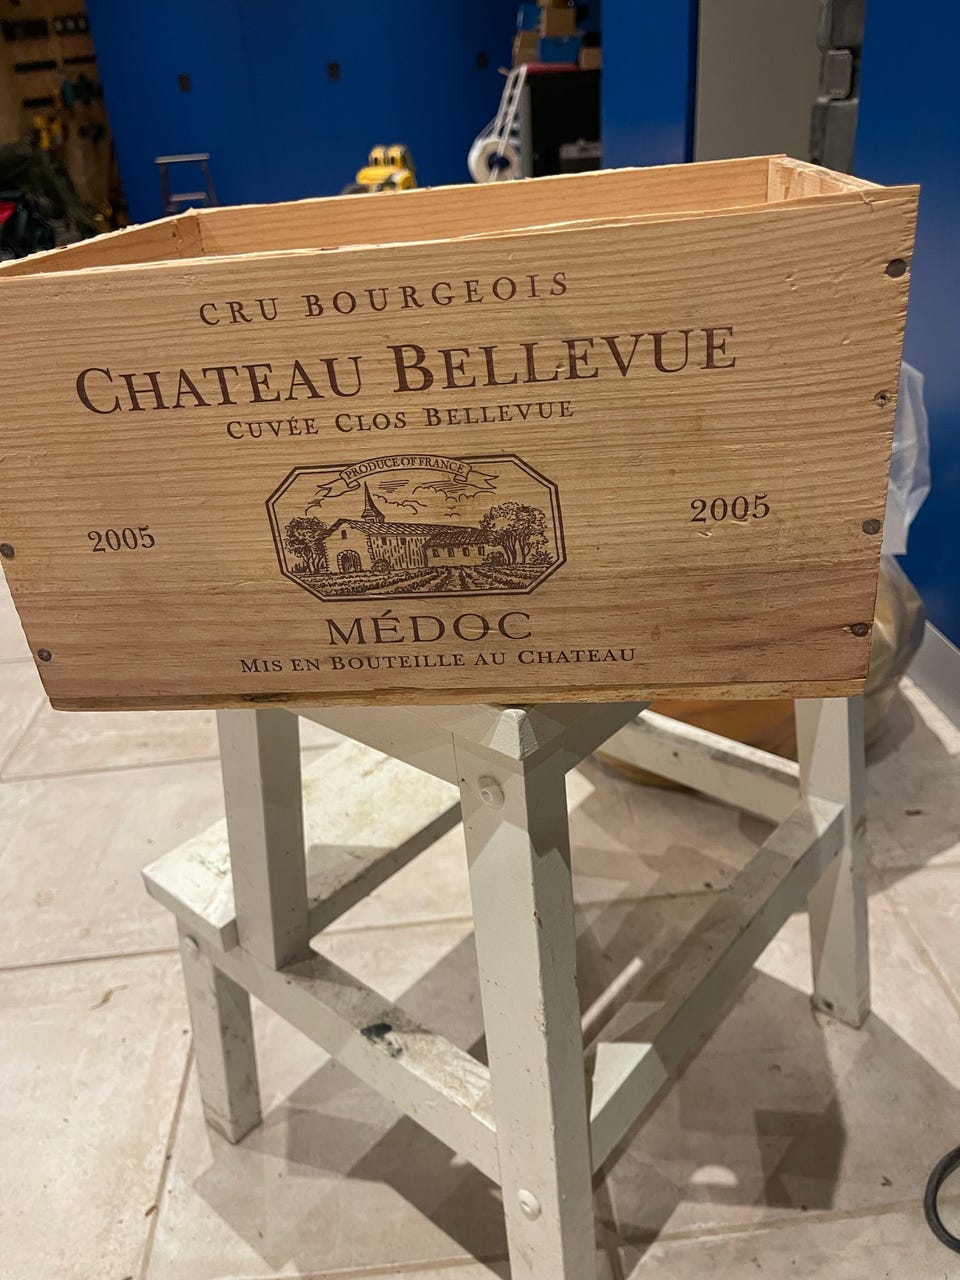 CRU BOURGEOIS
CHATEAU BELLEVUE
CUVÉE CLOS BELLEVUE
PRODUCE OF FRANCE
2005
2005
MÉDOC
MIS EN BOUTEILLE AU CHATEAU